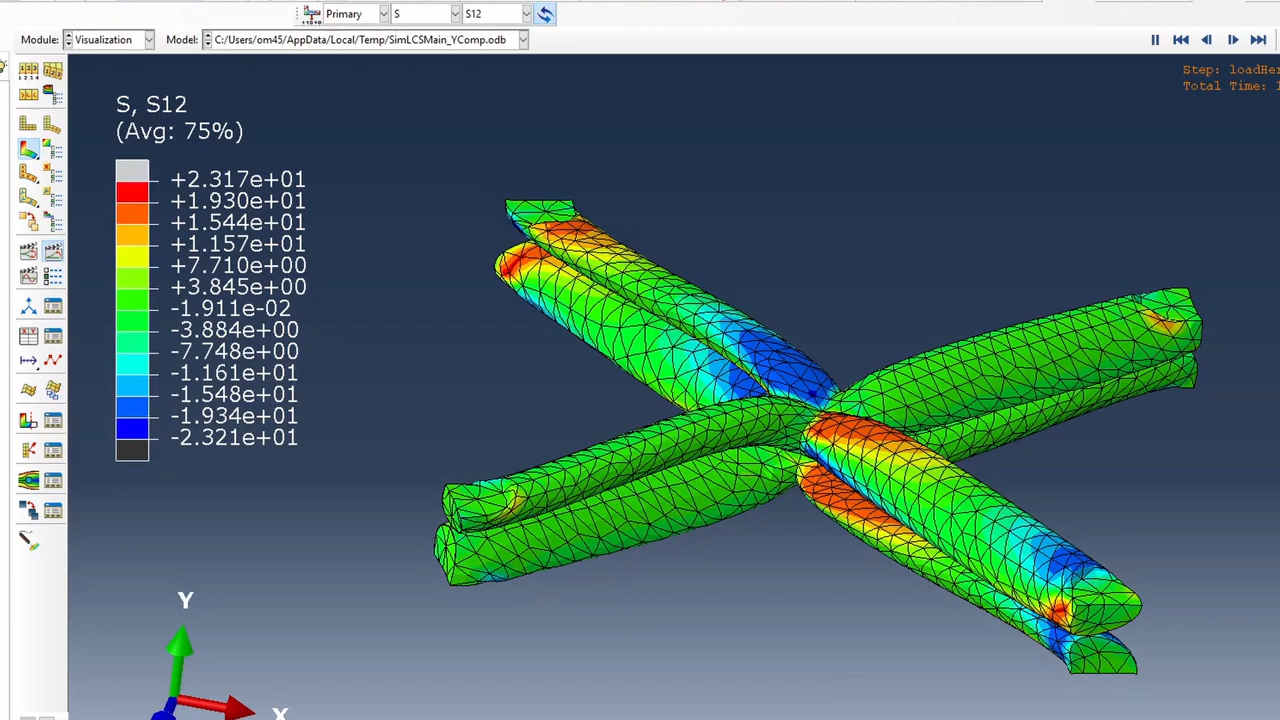 Primary S S12
Module: Visualization Model: C:/Users/om45/AppData/Local/Temp/SimLCSMain_YComp.odb
Step: loadHer
Total Time: 1
S, S12
(Avg: 75%)
+2.317e+01
+1.930e+01
+1.544e+01
+1.157e+01
+7.710e+00
+3.845e+00
-1.911e-02
-3.884e+00
-7.748e+00
-1.161e+01
-1.548e+01
-1.934e+01
-2.321e+01
Y
X